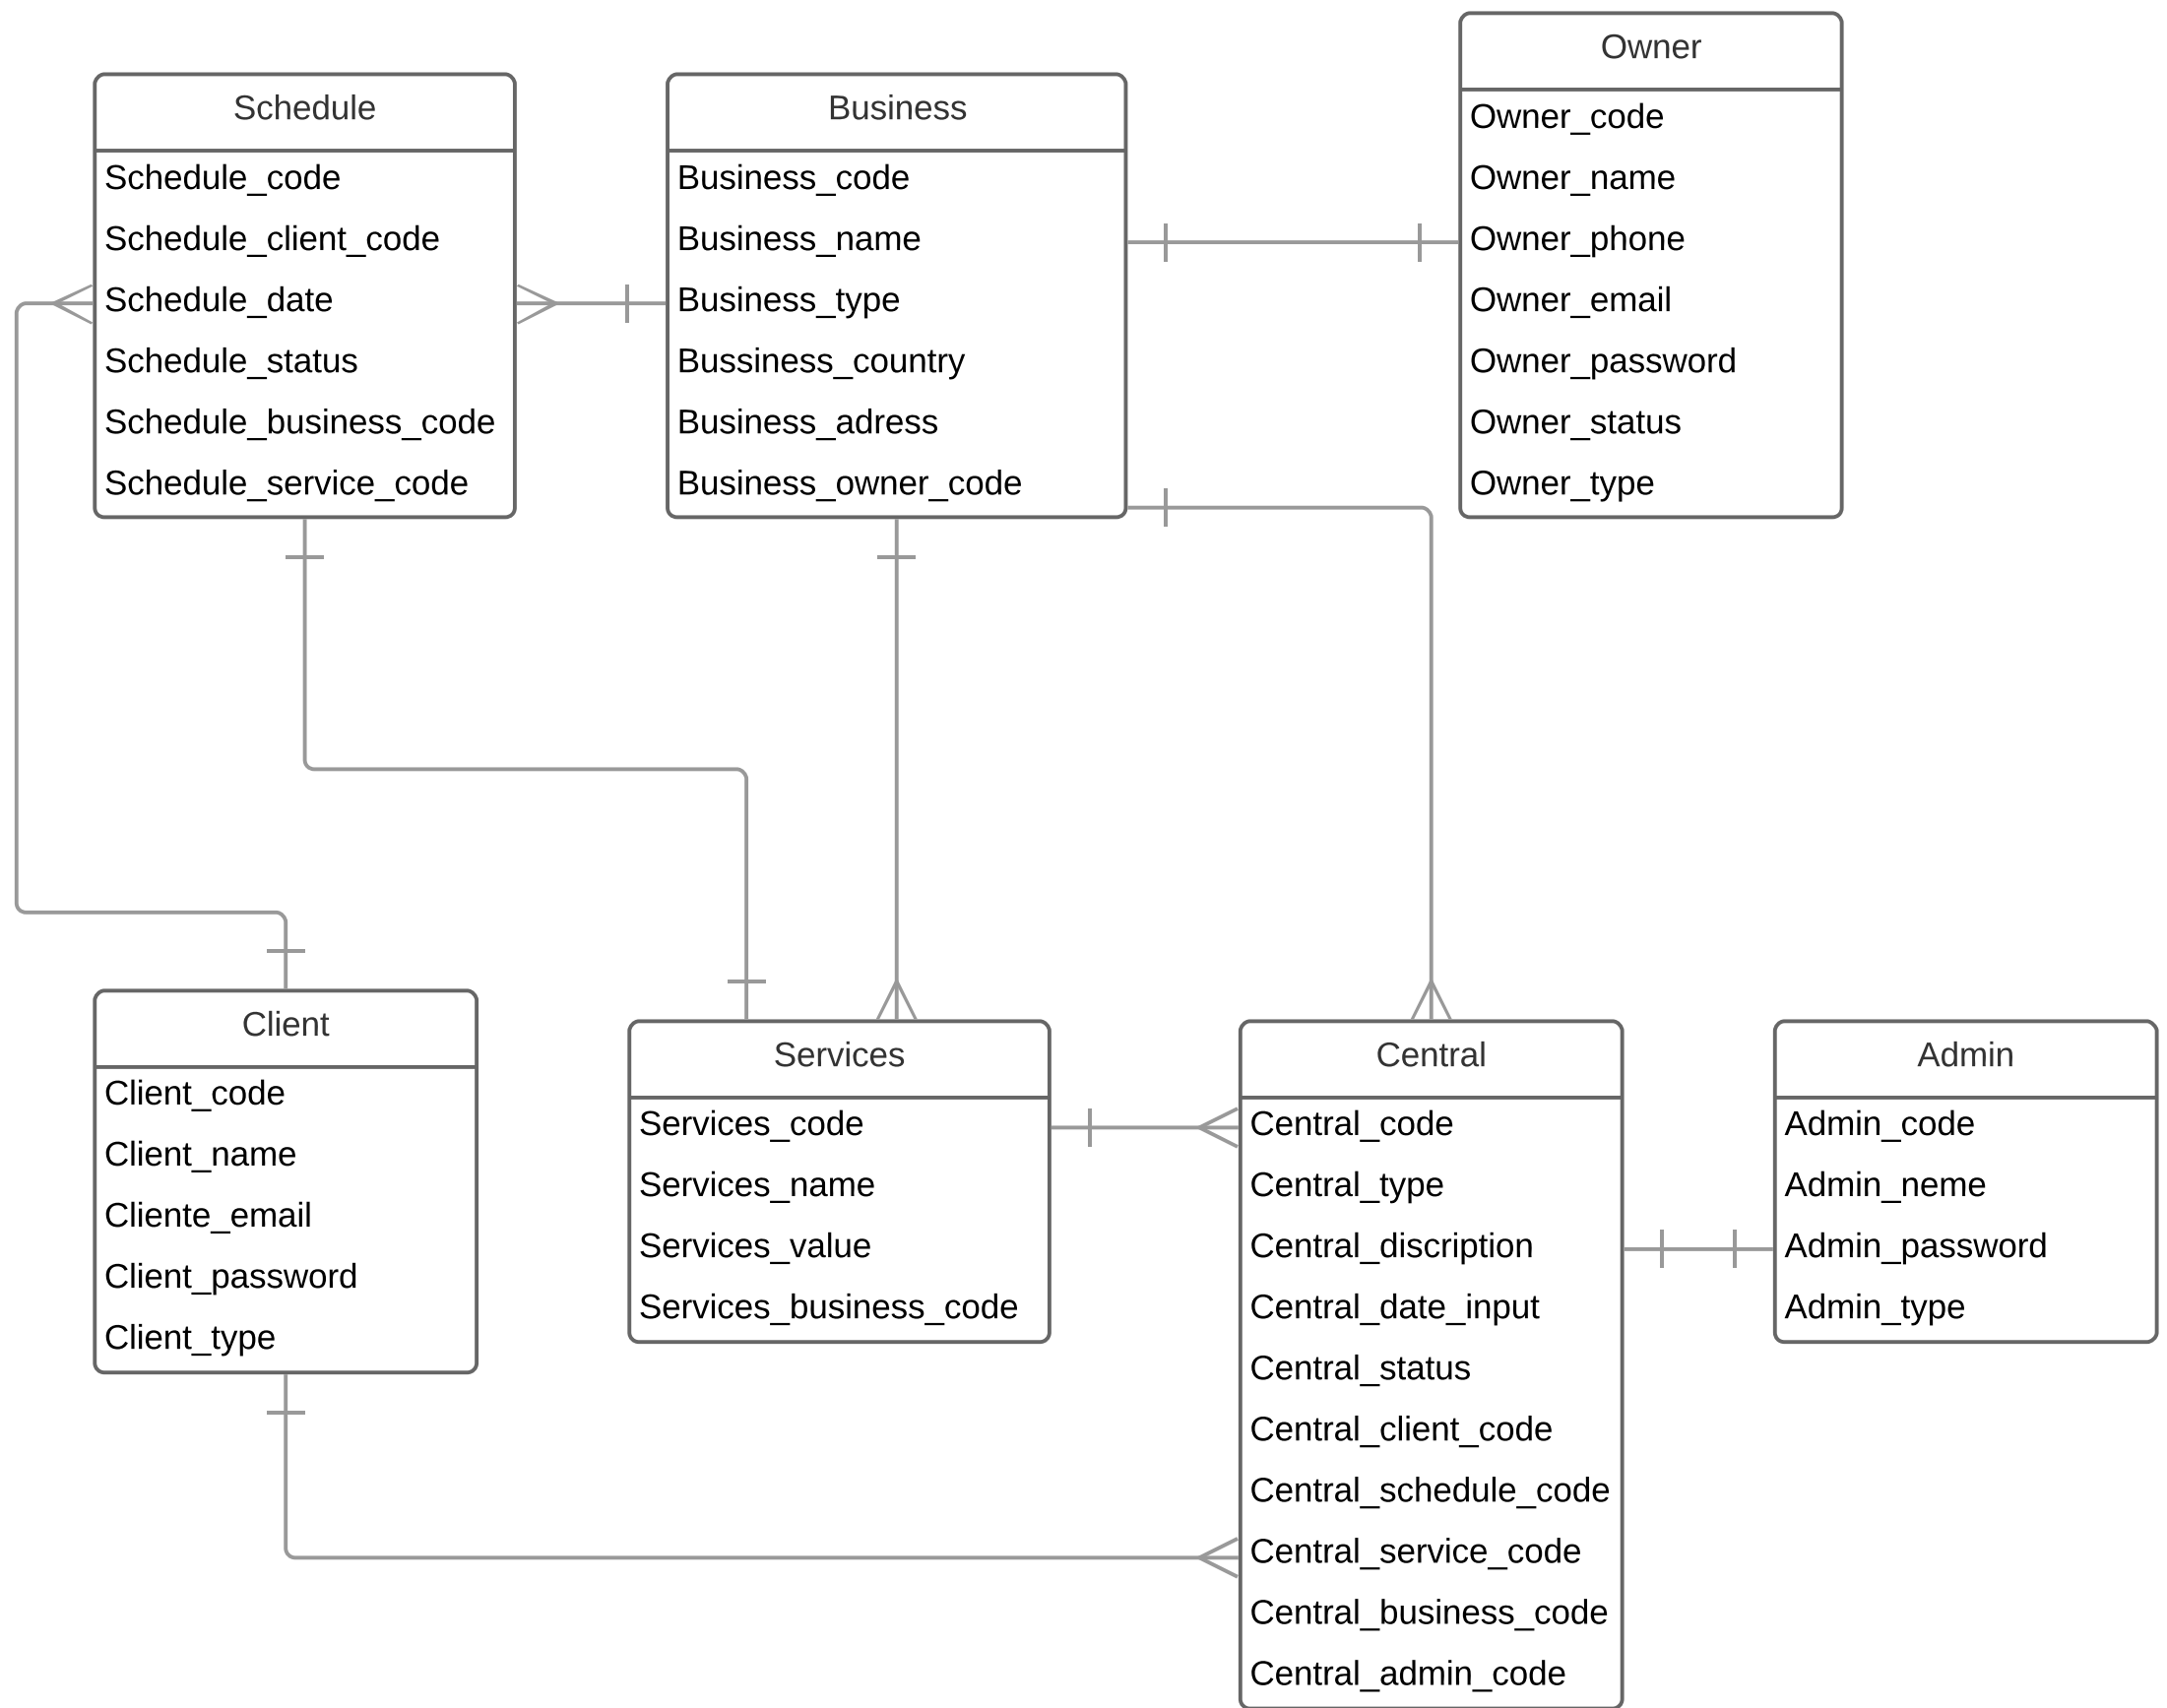 Schedule
Schedule_code
Schedule_client_code
Schedule_date
Schedule_status
Schedule_business_code
Schedule_service_code
Business
Business_code
Business_name
Business_type
Bussiness_country
Business_adress
Business_owner_code
Owner
Owner_code
Owner_name
Owner_phone
Owner_email
Owner_password
Owner_status
Owner_type
Client
Client_code
Client_name
Cliente_email
Client_password
Client_type
Services
Services_code
Services_name
Services_value
Services_business_code
Central
Central_code
Central_type
Central_discription
Central_date_input
Central_status
Central_client_code
Central_schedule_code
Central_service_code
Central_business_code
Central_admin_code
Admin
Admin_code
Admin_neme
Admin_password
Admin_type